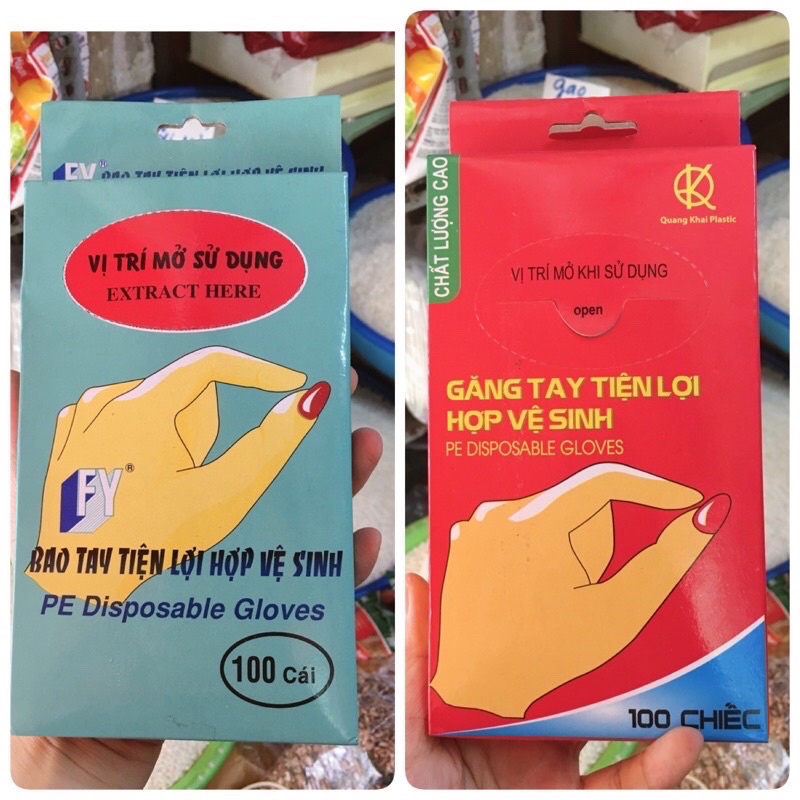 FY®
BAO TAY TIỆN LỢI HỢP VỆ SINH
VỊ TRÍ MỞ SỬ DỤNG
EXTRACT HERE
FY®
BAO TAY TIỆN LỢI HỢP VỆ SINH
PE Disposable Gloves
100 Cái
gạo
CHẤT LƯỢNG CAO
QK
Quang Khai Plastic
VỊ TRÍ MỞ KHI SỬ DỤNG
open
GĂNG TAY TIỆN LỢI
HỢP VỆ SINH
PE DISPOSABLE GLOVES
100 CHIẾC